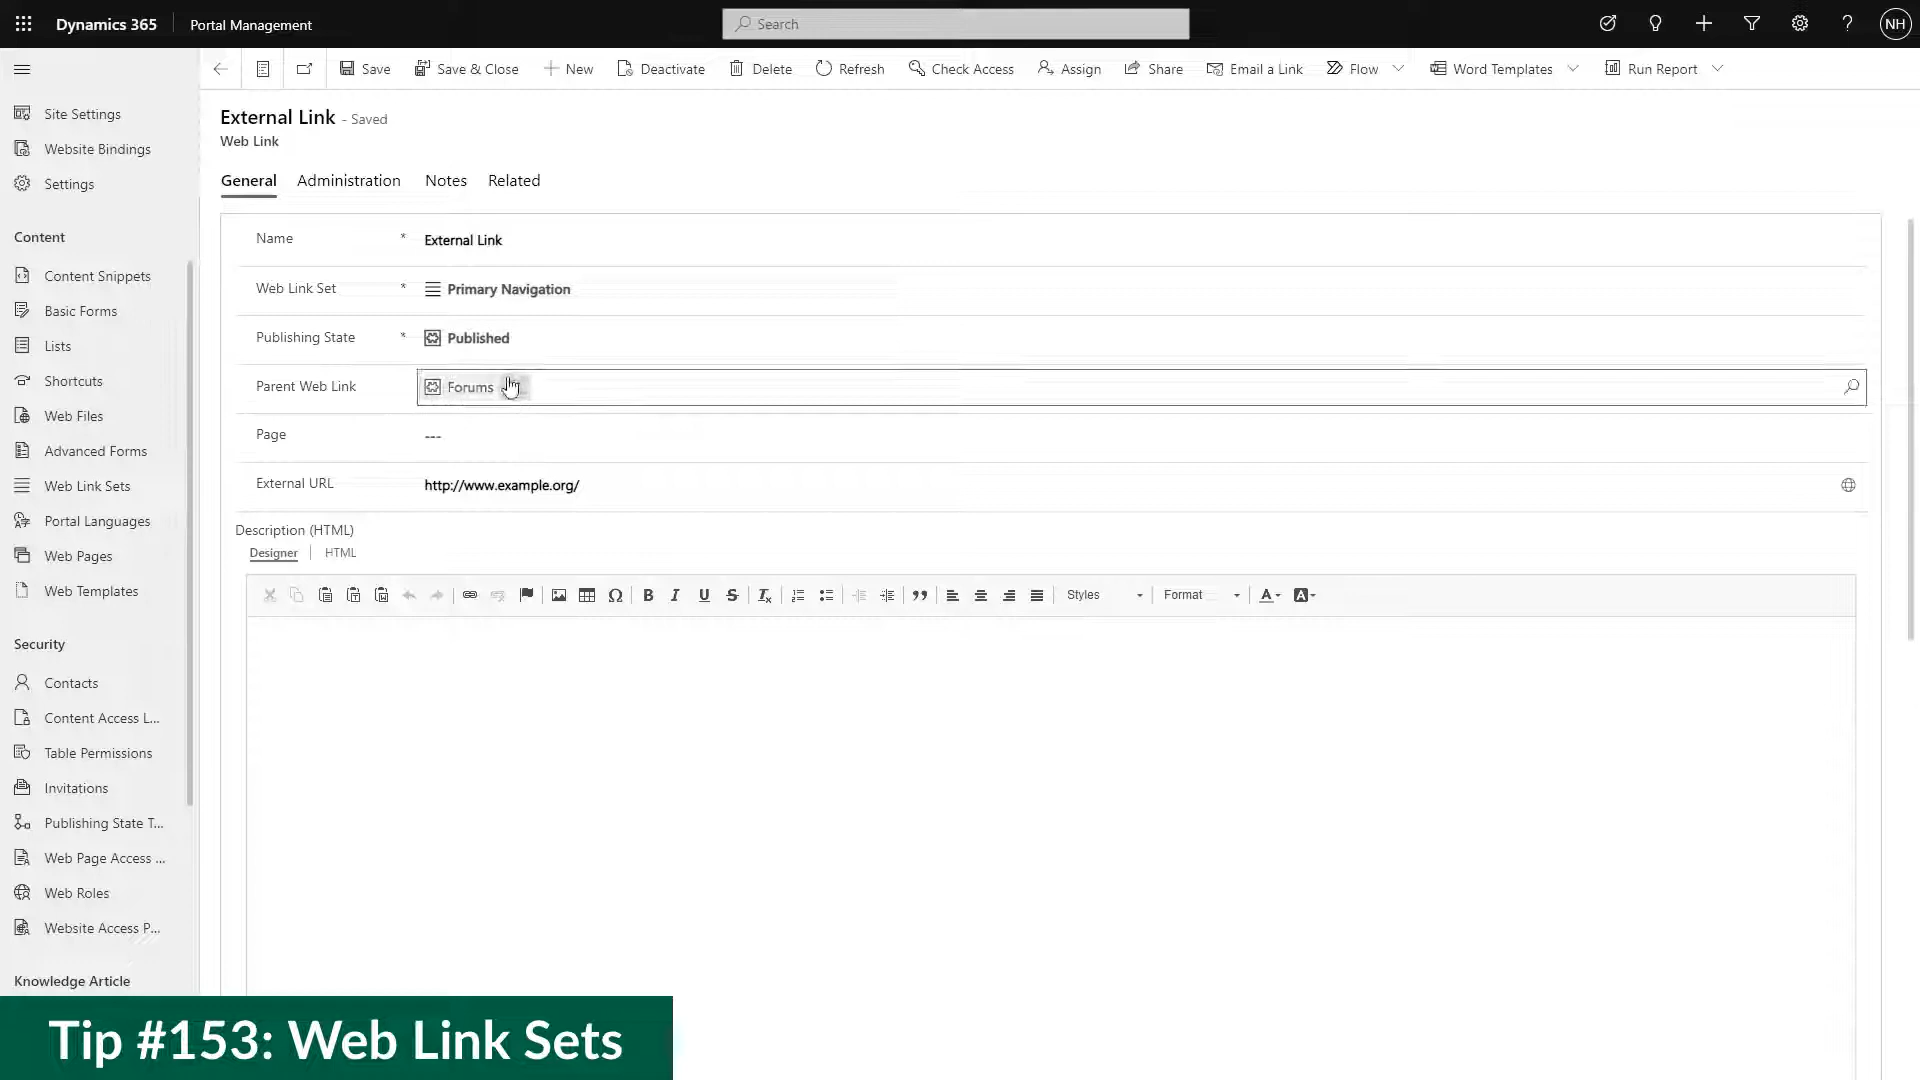 Dynamics 365 Portal Management Search NH
Save Save & Close New Deactivate Delete Refresh Check Access Assign Share Email a Link Flow Word Templates Run Report
Site Settings
Website Bindings
Settings
Content
Content Snippets
Basic Forms
Lists
Shortcuts
Web Files
Advanced Forms
Web Link Sets
Portal Languages
Web Pages
Web Templates
Security
Contacts
Content Access L...
Table Permissions
Invitations
Publishing State T...
Web Page Access ...
Web Roles
Website Access P...
Knowledge Article
External Link - Saved
Web Link
General Administration Notes Related
Name * External Link
Web Link Set * Primary Navigation
Publishing State * Published
Parent Web Link Forums
Page ---
External URL http://www.example.org/
Description (HTML)
Designer | HTML
Styles Format
Tip #153: Web Link Sets